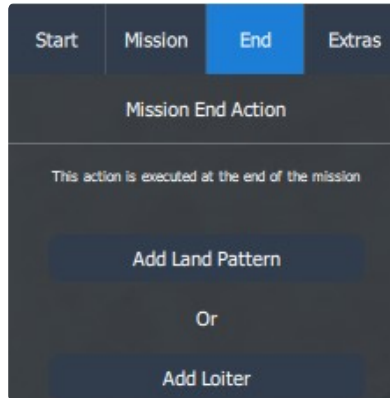 Start Mission End Extras
Mission End Action
This action is executed at the end of the mission
Add Land Pattern
Or
Add Loiter